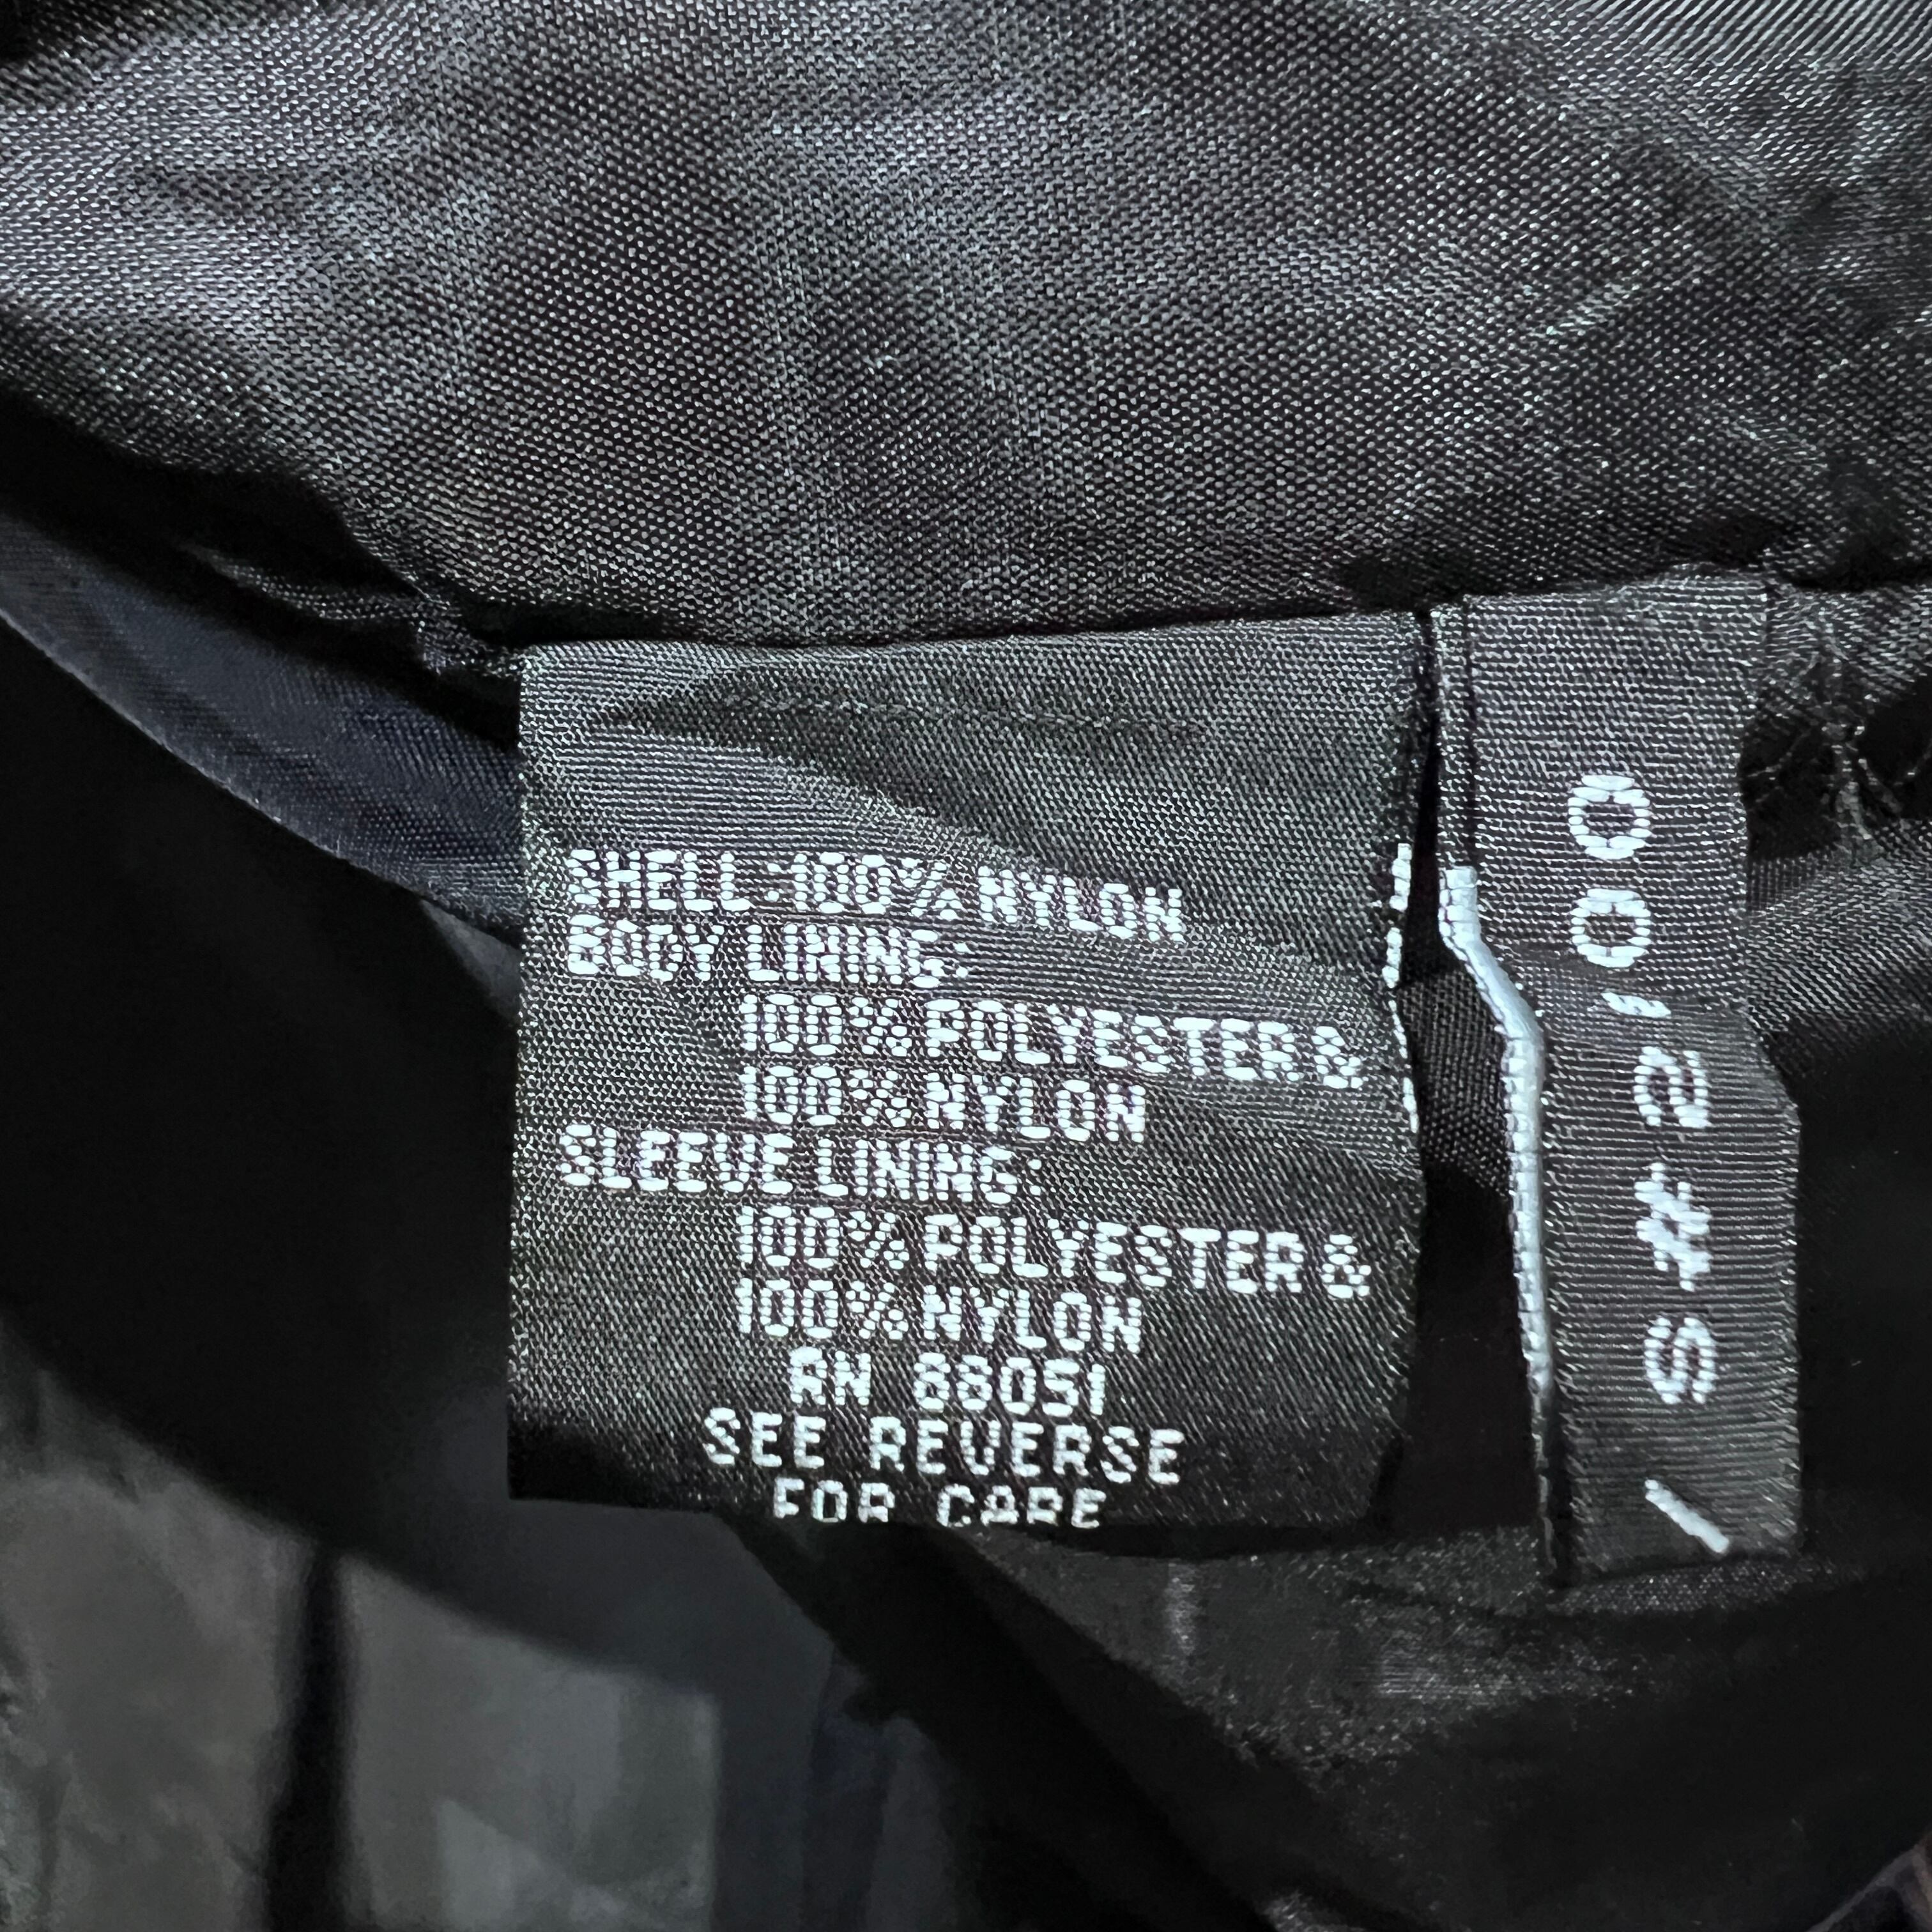 SHELL:100% NYLON
BODY LINING:
100% POLYESTER &
100% NYLON
SLEEVE LINING:
100% POLYESTER &
100% NYLON
RN 88051
SEE REVERSE
FOR CARE
/ S#2'00